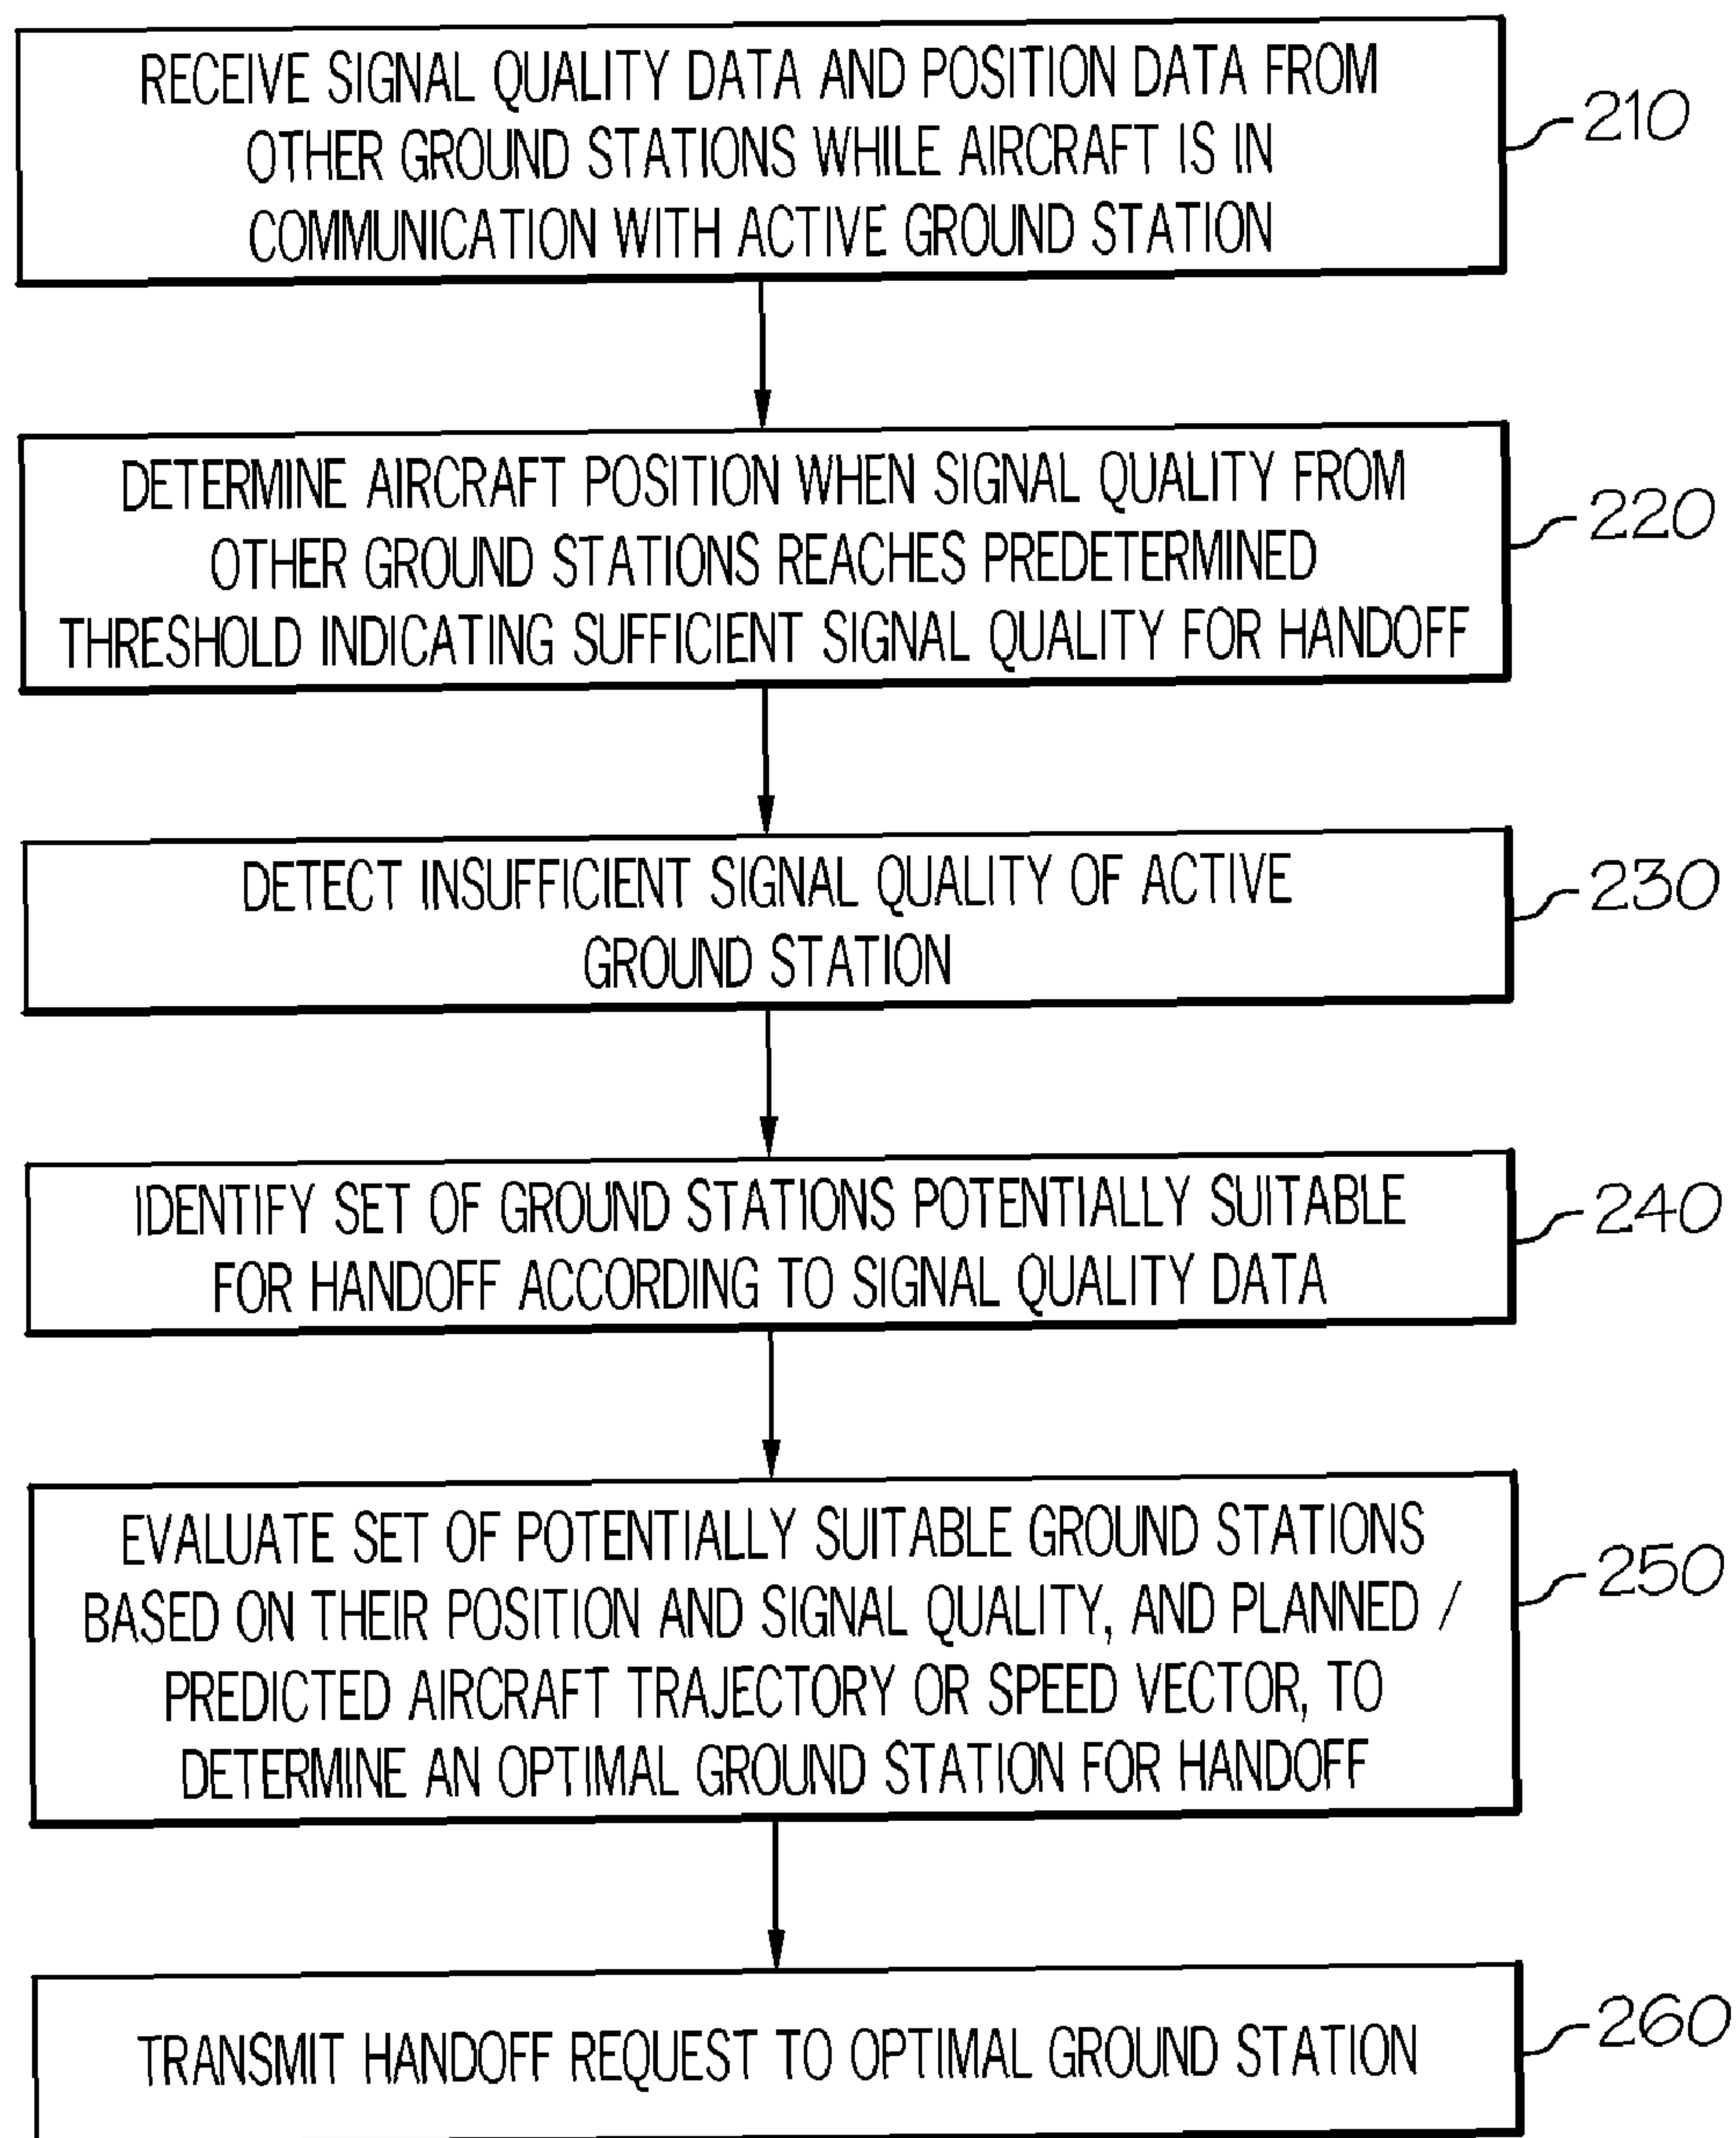 RECEIVE SIGNAL QUALITY DATA AND POSITION DATA FROM
OTHER GROUND STATIONS WHILE AIRCRAFT IS IN
COMMUNICATION WITH ACTIVE GROUND STATION
210
DETERMINE AIRCRAFT POSITION WHEN SIGNAL QUALITY FROM
OTHER GROUND STATIONS REACHES PREDETERMINED
THRESHOLD INDICATING SUFFICIENT SIGNAL QUALITY FOR HANDOFF
220
DETECT INSUFFICIENT SIGNAL QUALITY OF ACTIVE
GROUND STATION
230
IDENTIFY SET OF GROUND STATIONS POTENTIALLY SUITABLE
FOR HANDOFF ACCORDING TO SIGNAL QUALITY DATA
240
EVALUATE SET OF POTENTIALLY SUITABLE GROUND STATIONS
BASED ON THEIR POSITION AND SIGNAL QUALITY, AND PLANNED /
PREDICTED AIRCRAFT TRAJECTORY OR SPEED VECTOR, TO
DETERMINE AN OPTIMAL GROUND STATION FOR HANDOFF
250
TRANSMIT HANDOFF REQUEST TO OPTIMAL GROUND STATION
260